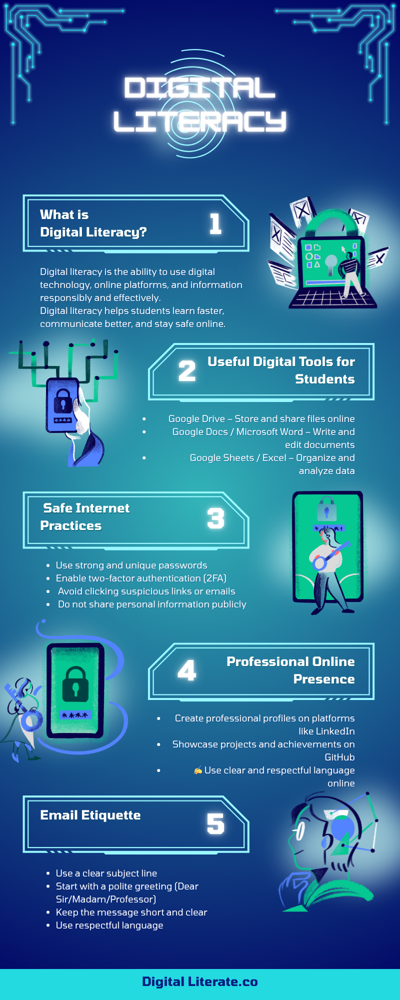 DIGITAL
LITERACY
What is
Digital Literacy?
1
Digital literacy is the ability to use digital
technology, online platforms, and information
responsibly and effectively.
Digital literacy helps students learn faster,
communicate better, and stay safe online.
2
Useful Digital Tools for
Students
• Google Drive – Store and share files online
• Google Docs / Microsoft Word – Write and
edit documents
• Google Sheets / Excel – Organize and
analyze data
Safe Internet
Practices
3
• Use strong and unique passwords
• Enable two-factor authentication (2FA)
• Avoid clicking suspicious links or emails
• Do not share personal information publicly
4
Professional Online
Presence
• Create professional profiles on platforms
like LinkedIn
• Showcase projects and achievements on
GitHub
• ✍️ Use clear and respectful language
online
Email Etiquette
5
• Use a clear subject line
• Start with a polite greeting (Dear
Sir/Madam/Professor)
• Keep the message short and clear
• Use respectful language
Digital Literate.co